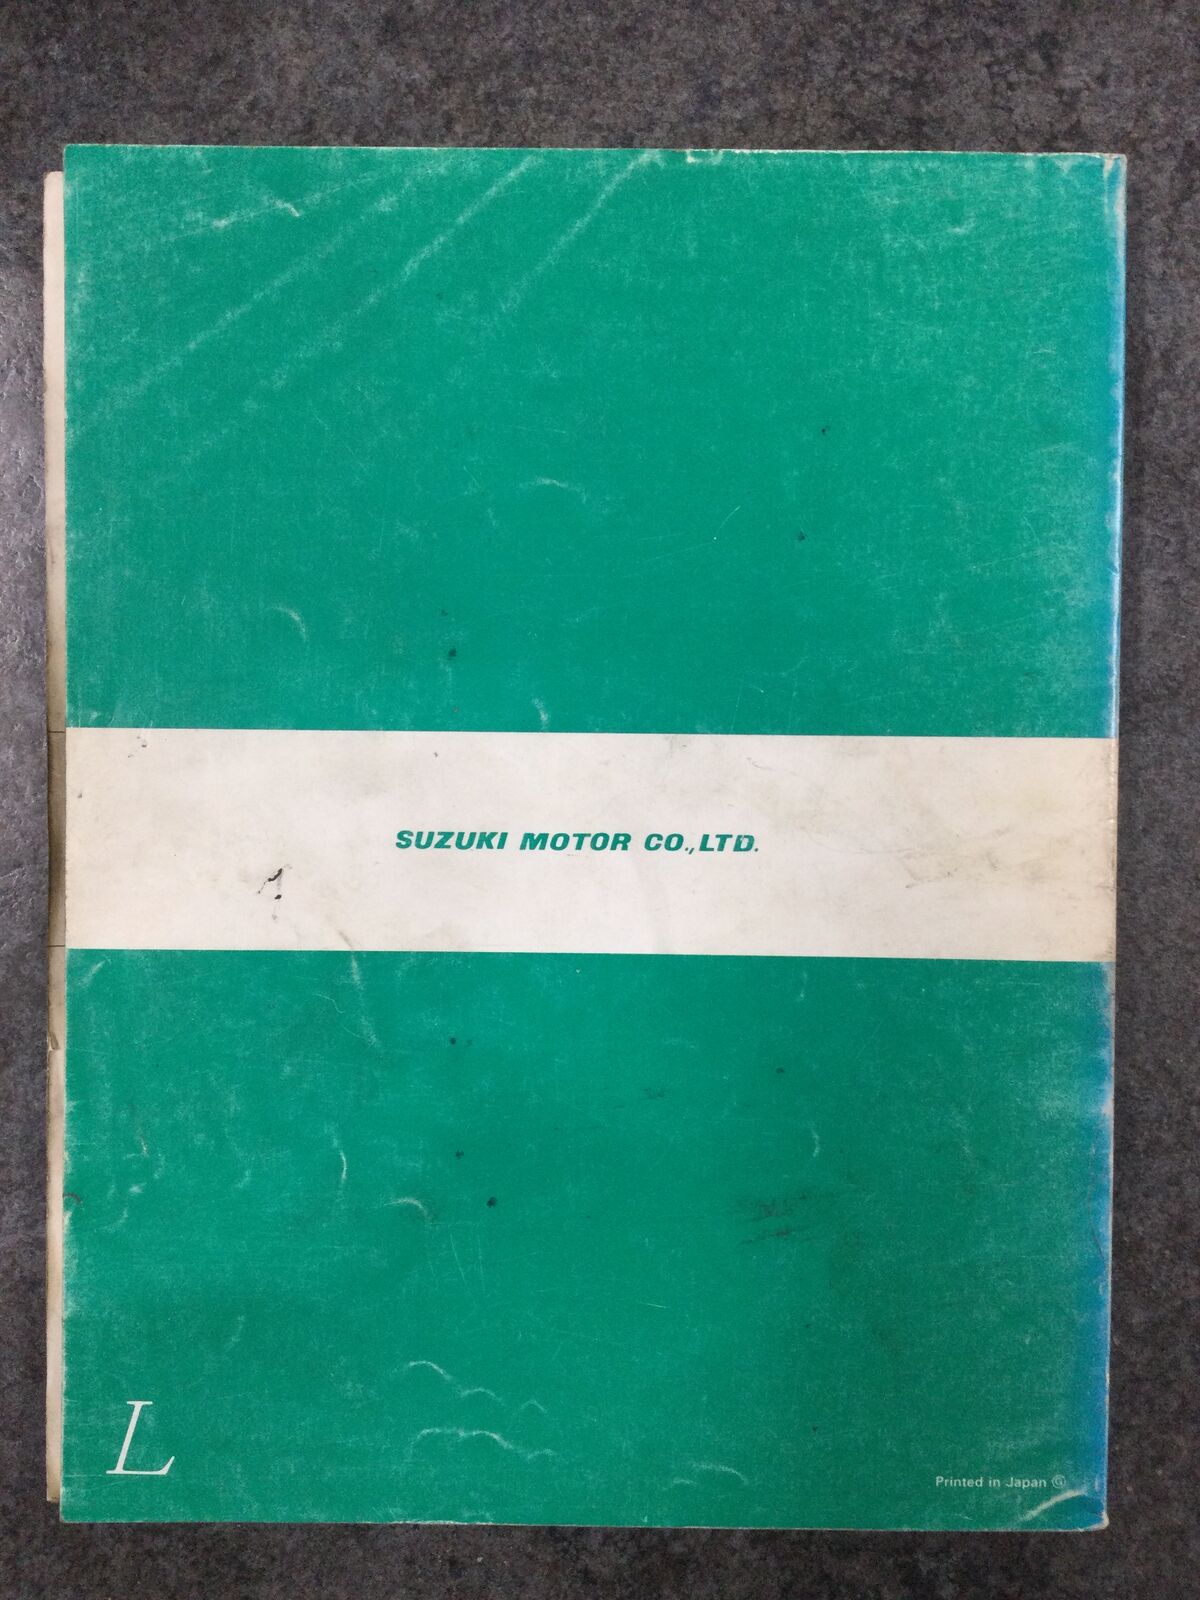 SUZUKI MOTOR CO.,LTD.
L
Printed in Japan Ⓖ